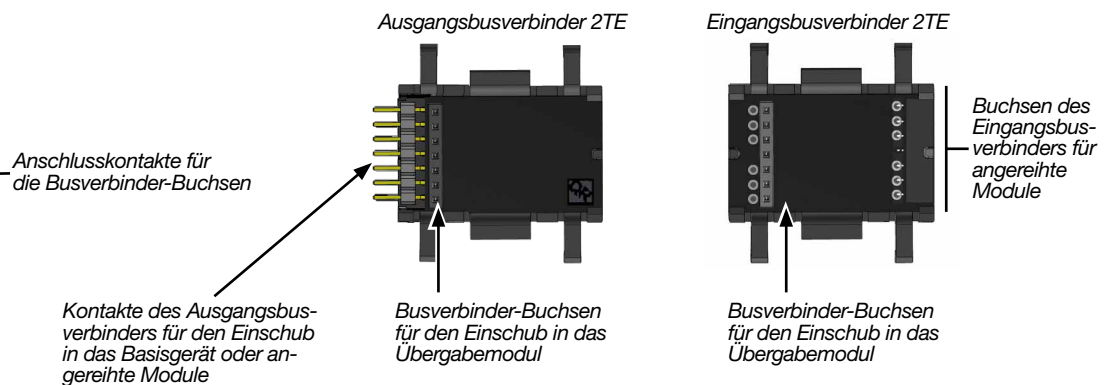 Ausgangsbusverbinder 2TE
Eingangsbusverbinder 2TE
Anschlusskontakte für
die Busverbinder-Buchsen
Buchsen des
Eingangsbus-
verbinders für
angereihte
Module
Kontakte des Ausgangsbus-
verbinders für den Einschub
in das Basisgerät oder an-
gereihte Module
Busverbinder-Buchsen
für den Einschub in das
Übergabemodul
Busverbinder-Buchsen
für den Einschub in das
Übergabemodul